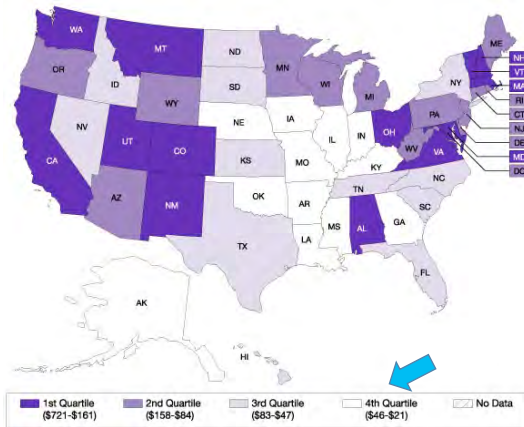 WA
MT
ND
MN
ME
OR
ID
SD
WI
MI
NY
NH
VT
MA
RI
CT
NJ
DE
MD
DC
WY
NE
IA
PA
NV
UT
CO
IL
IN
OH
WV
VA
CA
KS
MO
KY
NC
AZ
NM
OK
AR
TN
SC
TX
LA
MS
AL
GA
FL
AK
HI
1st Quartile
($721-$161)
2nd Quartile
($158-$84)
3rd Quartile
($83-$47)
4th Quartile
($46-$21)
No Data